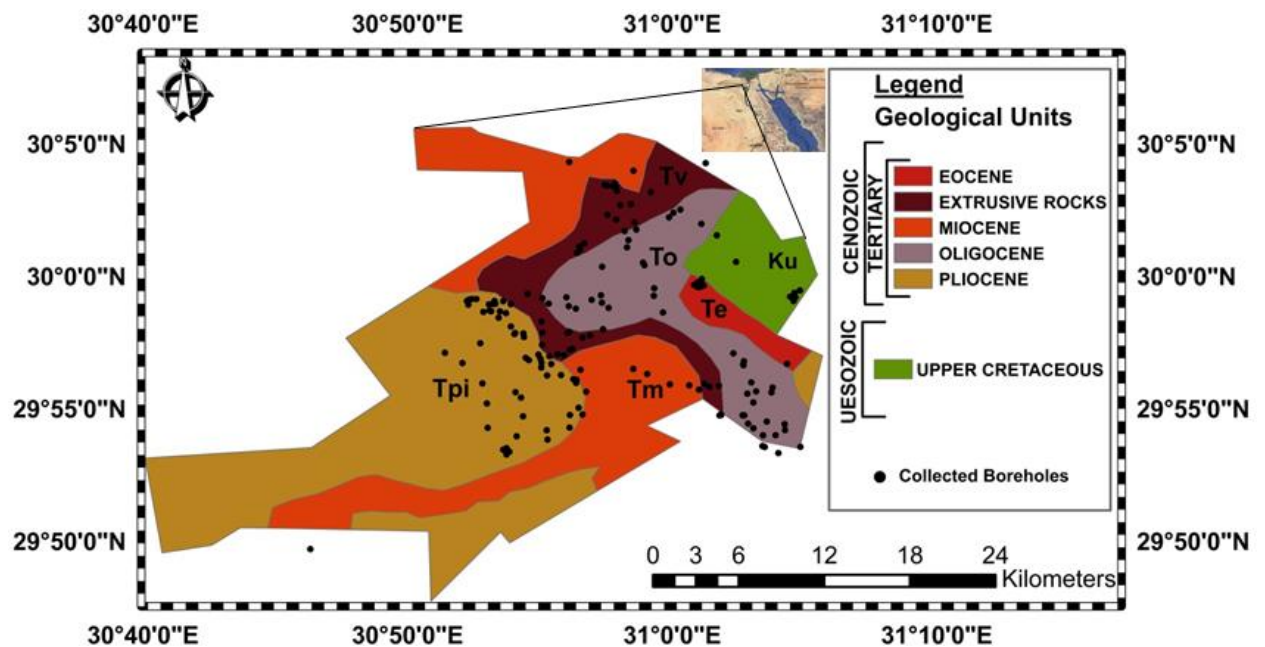 30°40'0"E 30°50'0"E 31°0'0"E 31°10'0"E
30°5'0"N 30°5'0"N
30°0'0"N 30°0'0"N
29°55'0"N 29°55'0"N
29°50'0"N 29°50'0"N
Tv
To
Ku
Te
Tpi
Tm
Legend
Geological Units
CENOZOIC
TERTIARY
EOCENE
EXTRUSIVE ROCKS
MIOCENE
OLIGOCENE
PLIOCENE
UESOZOIC
UPPER CRETACEOUS
Collected Boreholes
0 3 6 12 18 24
Kilometers
30°40'0"E 30°50'0"E 31°0'0"E 31°10'0"E